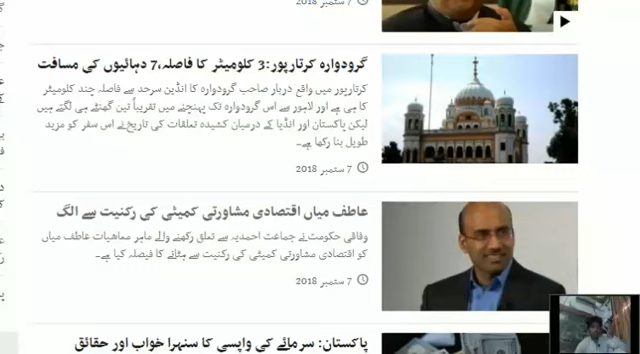 7 ستمبر 2018
گرودوارہ کرتارپور:3 کلومیٹر کا فاصلہ،7 دہائیوں کی مسافت
کرتارپور میں واقع دربار صاحب گرودوارہ کا انڈین سرحد سے فاصلہ چند کلومیٹر
کا ہی ہے اور لاہور سے اس گرودوارہ تک پہنچنے میں تقریباً تین گھنٹے ہی لگتے ہیں
لیکن پاکستان اور انڈیا کے درمیان کشیدہ تعلقات کی تاریخ نے اس سفر کو مزید
طویل بنا رکھا ہے۔
7 ستمبر 2018
عاطف میاں اقتصادی مشاورتی کمیٹی کی رکنیت سے الگ
وفاقی حکومت نے جماعت احمدیہ سے تعلق رکھنے والے ماہر معاشیات عاطف میاں
کو اقتصادی مشاورتی کمیٹی کی رکنیت سے ہٹانے کا فیصلہ کیا ہے۔
7 ستمبر 2018
پاکستان: سرمائے کی واپسی کا سنہرا خواب اور حقائق